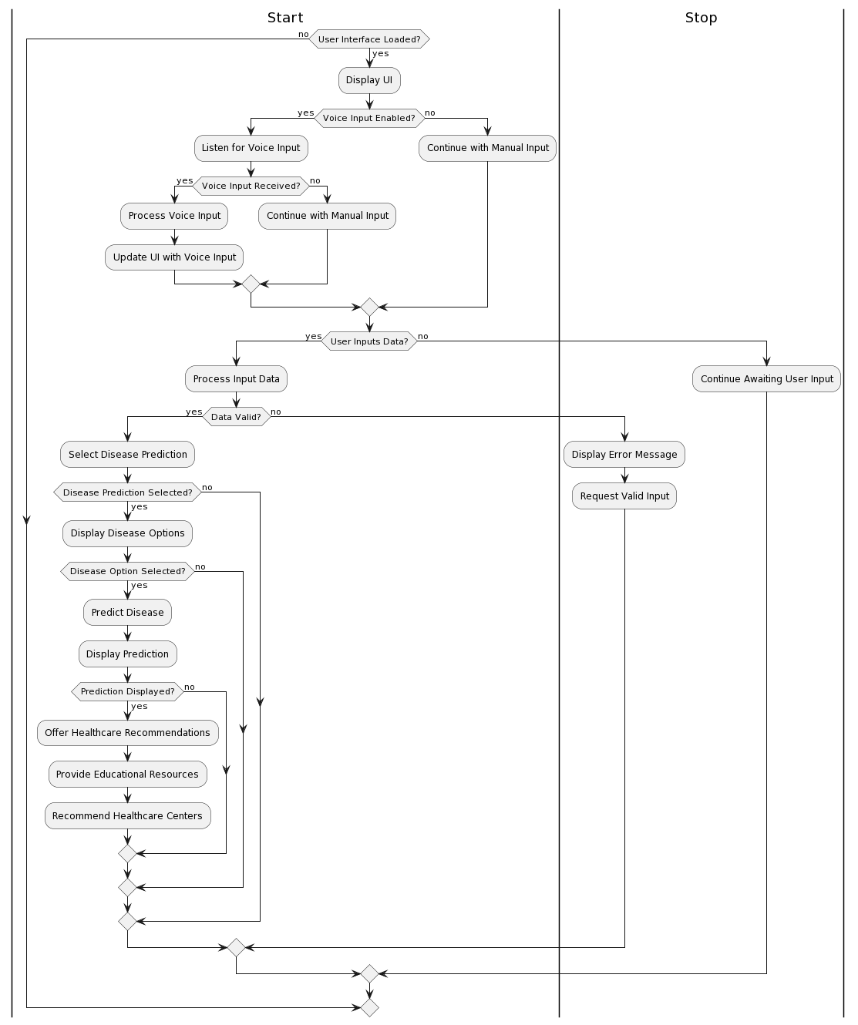 Start
Stop
no
User Interface Loaded?
yes
Display UI
yes
Voice Input Enabled?
no
Listen for Voice Input
Continue with Manual Input
yes
Voice Input Received?
no
Process Voice Input
Continue with Manual Input
Update UI with Voice Input
yes
User Inputs Data?
no
Process Input Data
Continue Awaiting User Input
yes
Data Valid?
no
Select Disease Prediction
Display Error Message
Disease Prediction Selected?
no
yes
Request Valid Input
Display Disease Options
Disease Option Selected?
no
yes
Predict Disease
Display Prediction
Prediction Displayed?
no
yes
Offer Healthcare Recommendations
Provide Educational Resources
Recommend Healthcare Centers